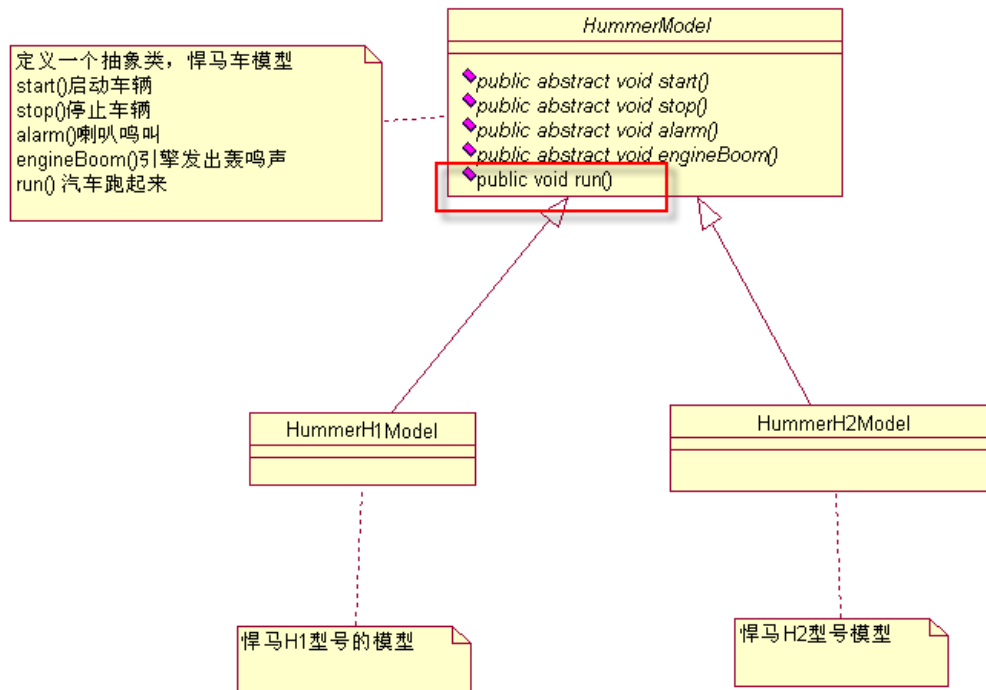 HummerModel
定义一个抽象类，悍马车模型
start()启动车辆
stop()停止车辆
alarm()喇叭鸣叫
engineBoom()引擎发出轰鸣声
run() 汽车跑起来
public abstract void start()
public abstract void stop()
public abstract void alarm()
public abstract void engineBoom()
public void run()
HummerH1Model
HummerH2Model
悍马H1型号的模型
悍马H2型号模型